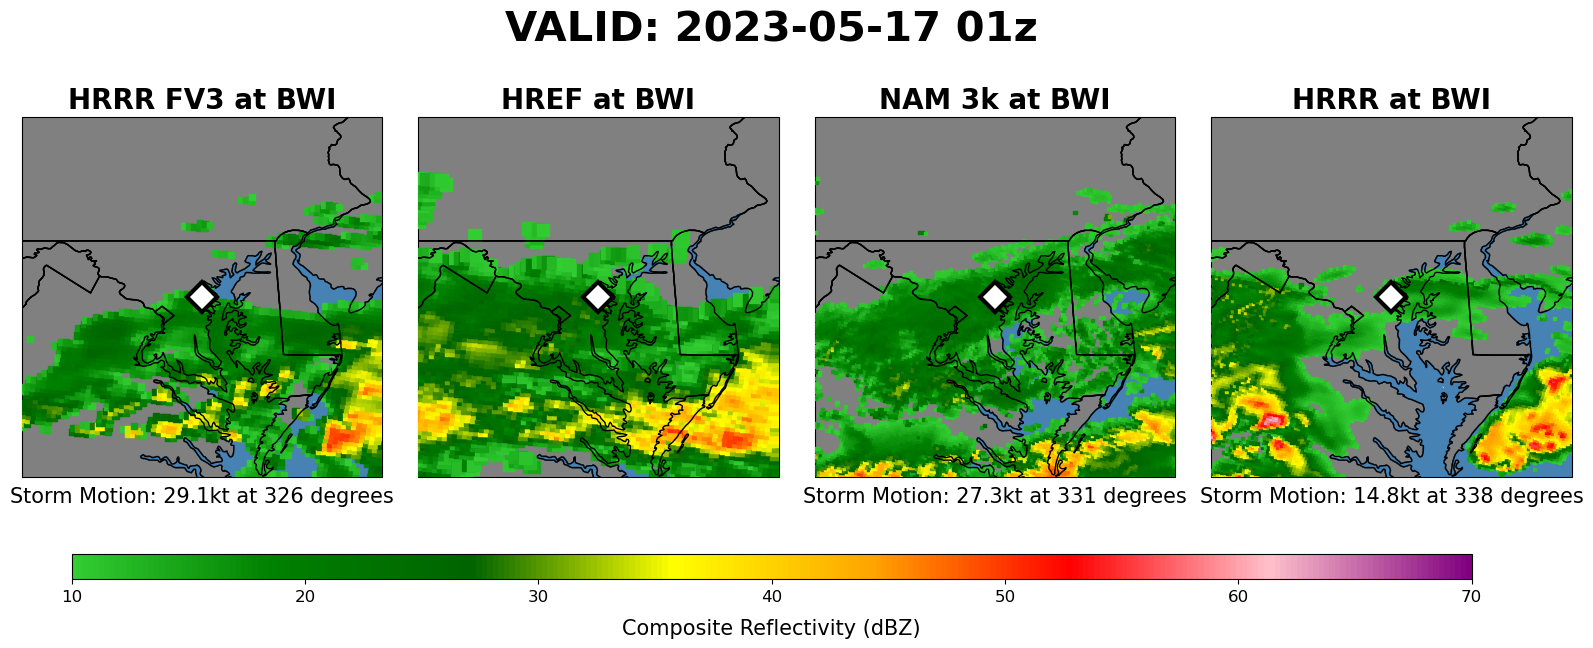 VALID: 2023-05-17 01z
HRRR FV3 at BWI
HREF at BWI
NAM 3k at BWI
HRRR at BWI
Storm Motion: 29.1kt at 326 degrees
Storm Motion: 27.3kt at 331 degrees
Storm Motion: 14.8kt at 338 degrees
10 20 30 40 50 60 70
Composite Reflectivity (dBZ)